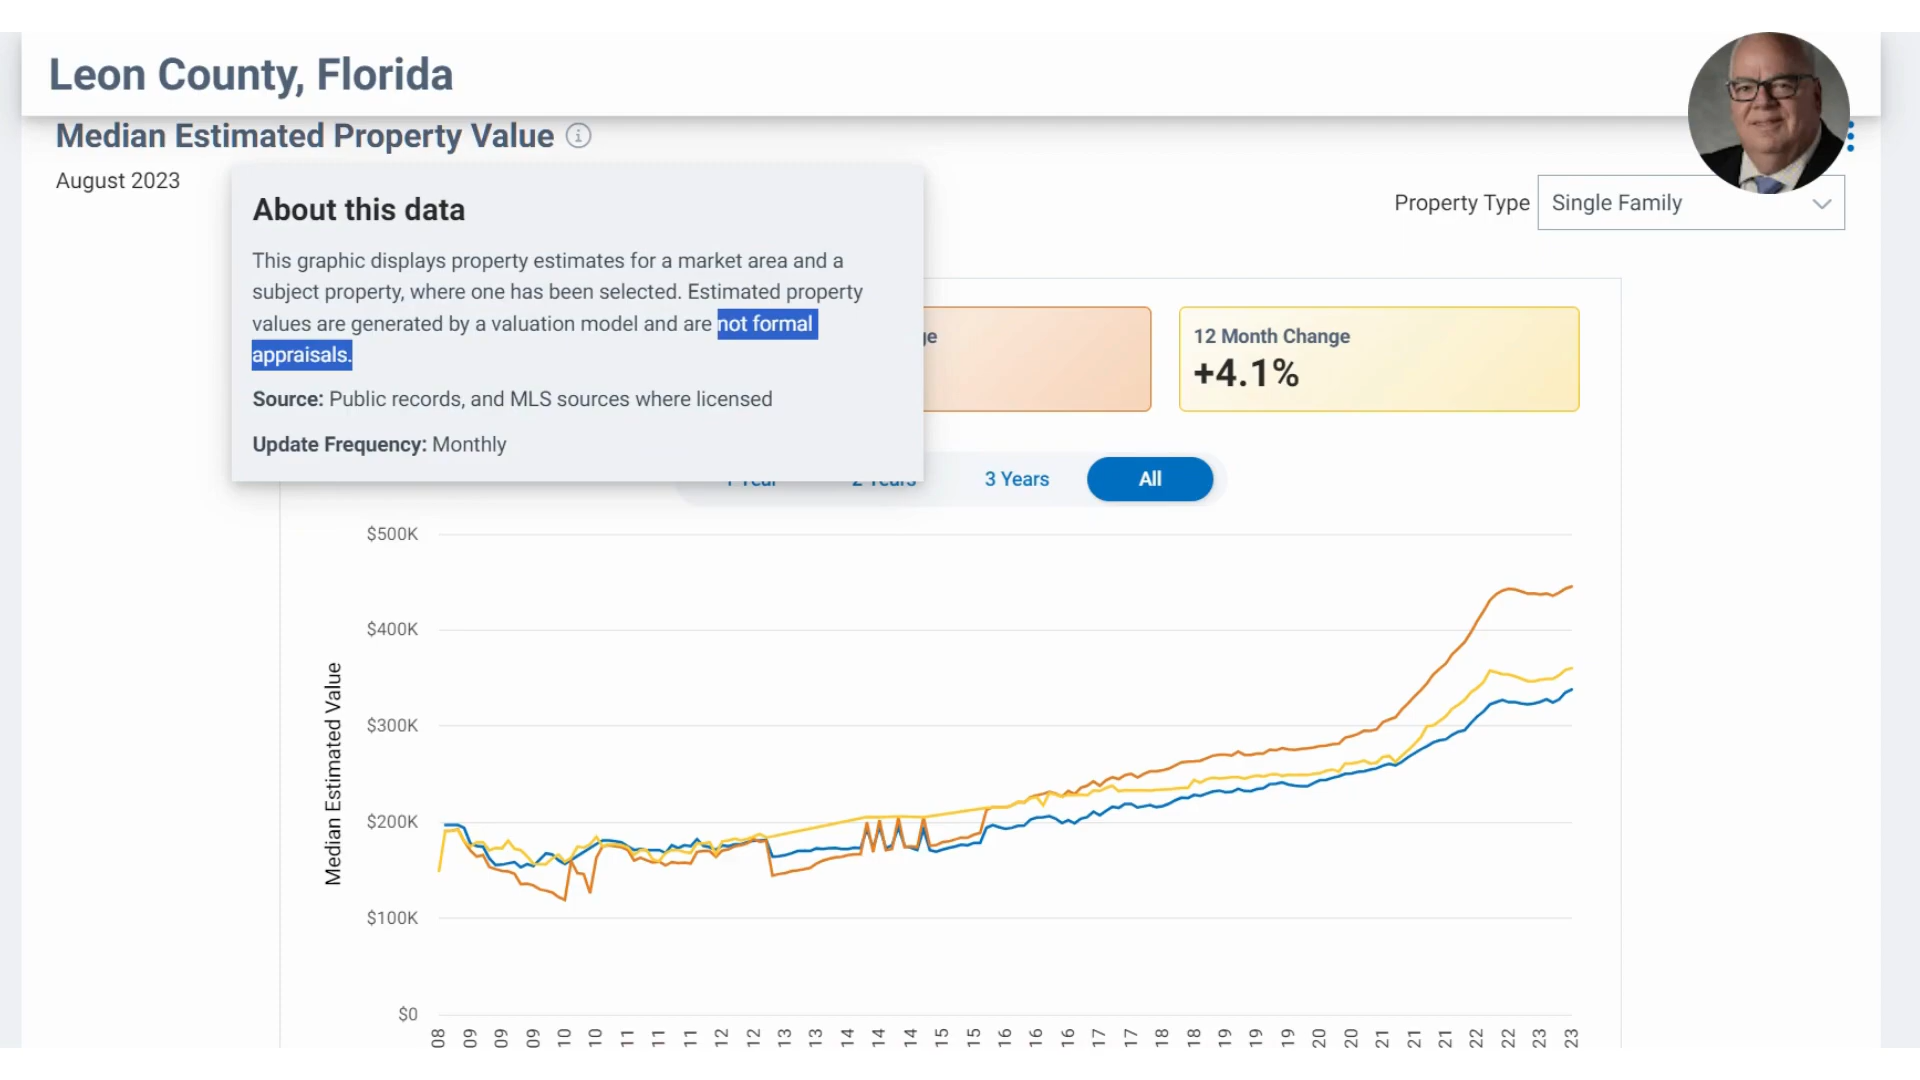 Leon County, Florida
Median Estimated Property Value
August 2023
About this data
This graphic displays property estimates for a market area and a
subject property, where one has been selected. Estimated property
values are generated by a valuation model and are not formal
appraisals.
Source: Public records, and MLS sources where licensed
Update Frequency: Monthly
Property Type
Single Family
12 Month Change
+4.1%
1 Year
2 Years
3 Years
All
Median Estimated Value
$500K
$400K
$300K
$200K
$100K
$0
08 09 09 09 10 10 11 11 11 12 12 13 13 14 14 14 15 15 16 16 16 17 17 18 18 19 19 19 20 20 21 21 21 22 22 23 23